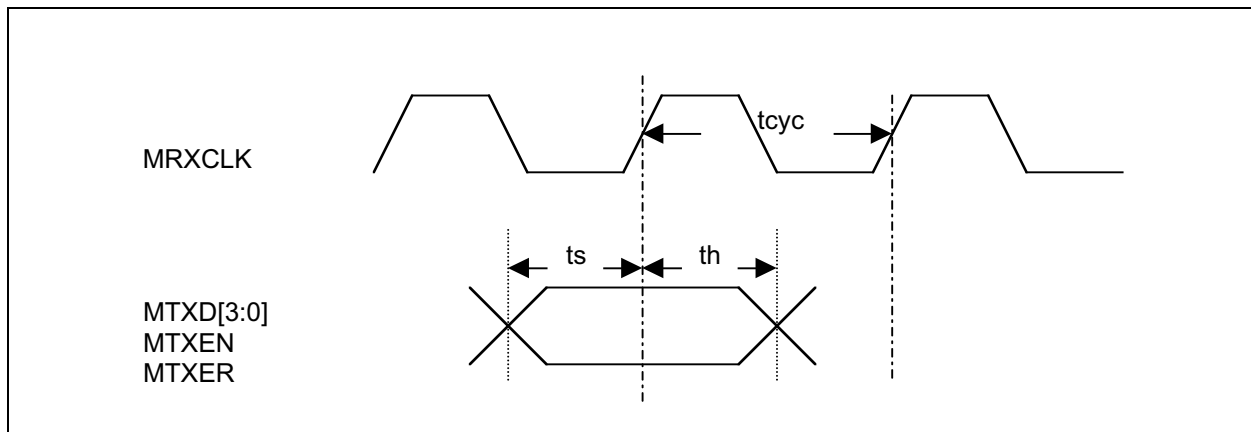 tcyc
MRXCLK
ts
th
MTXD[3:0]
MTXEN
MTXER